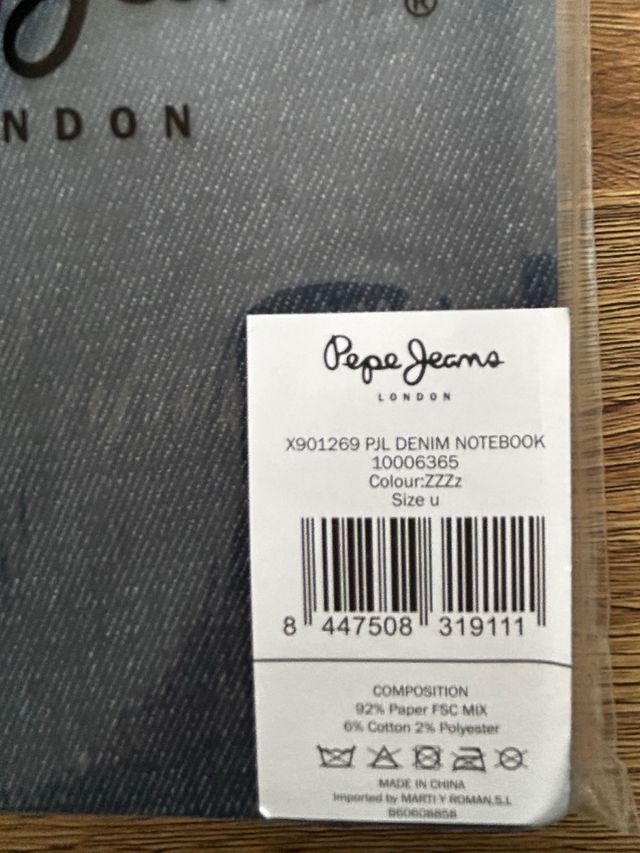 ®
NDON
Pepe Jeans
LONDON
X901269 PJL DENIM NOTEBOOK
10006365
Colour:ZZZz
Size u
8 447508 319111
COMPOSITION
92% Paper FSC MIX
6% Cotton 2% Polyester
MADE IN CHINA
Imported by MARTI Y ROMAN.S.L
B60608858